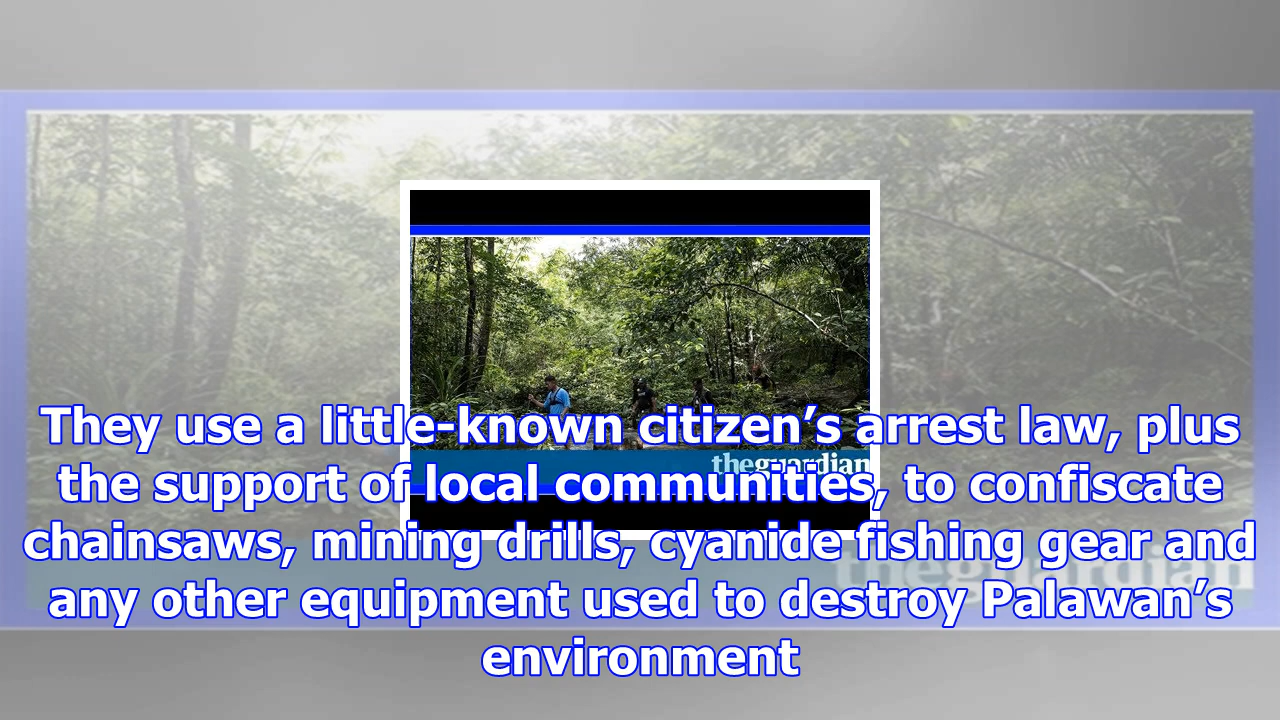 They use a little-known citizen’s arrest law, plus
the support of local communities, to confiscate
chainsaws, mining drills, cyanide fishing gear and
any other equipment used to destroy Palawan’s
environment
theguardian
theguardian